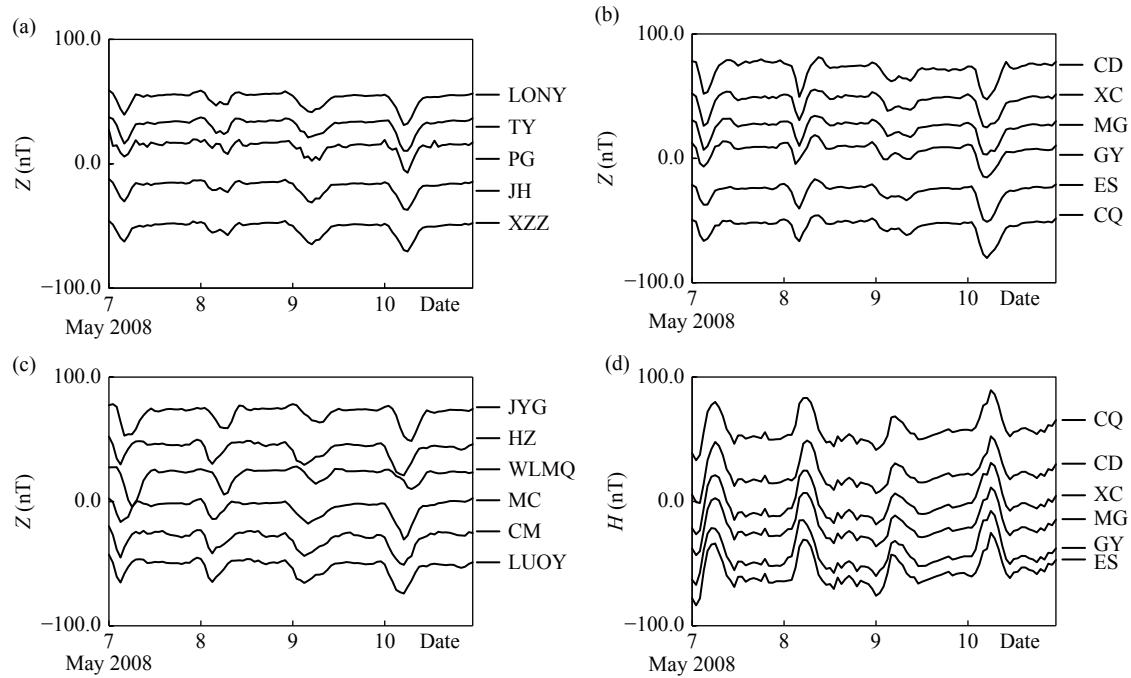 (a)
100.0
0.0
−100.0
Z (nT)
LONY
TY
PG
JH
XZZ
7
8
9
10
Date
May 2008
(b)
100.0
0.0
−100.0
Z (nT)
CD
XC
MG
GY
ES
CQ
7
8
9
10
Date
May 2008
(c)
100.0
0.0
−100.0
Z (nT)
JYG
HZ
WLMQ
MC
CM
LUOY
7
8
9
10
Date
May 2008
(d)
100.0
0.0
−100.0
H (nT)
CQ
CD
XC
MG
GY
ES
7
8
9
10
Date
May 2008